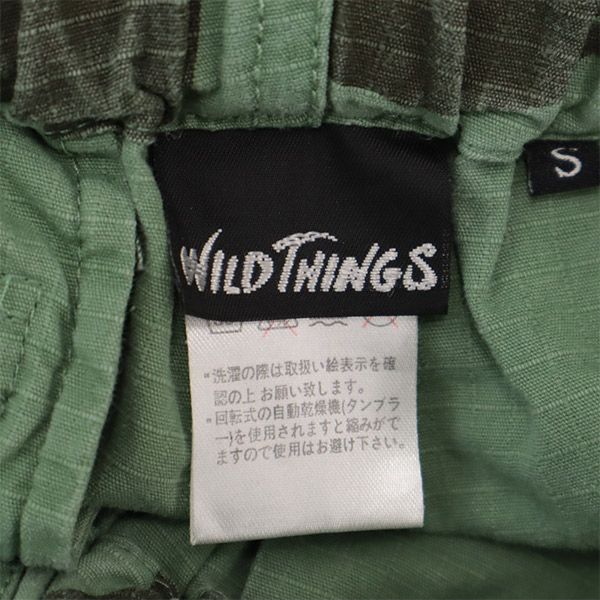 WILDTHINGS
S
・洗濯の際は取扱い絵表示を確
認の上 お願い致します。
・回転式の自動乾燥機(タンブラ
ー)を使用されますと縮みがで
ますので使用はお避け下さい。